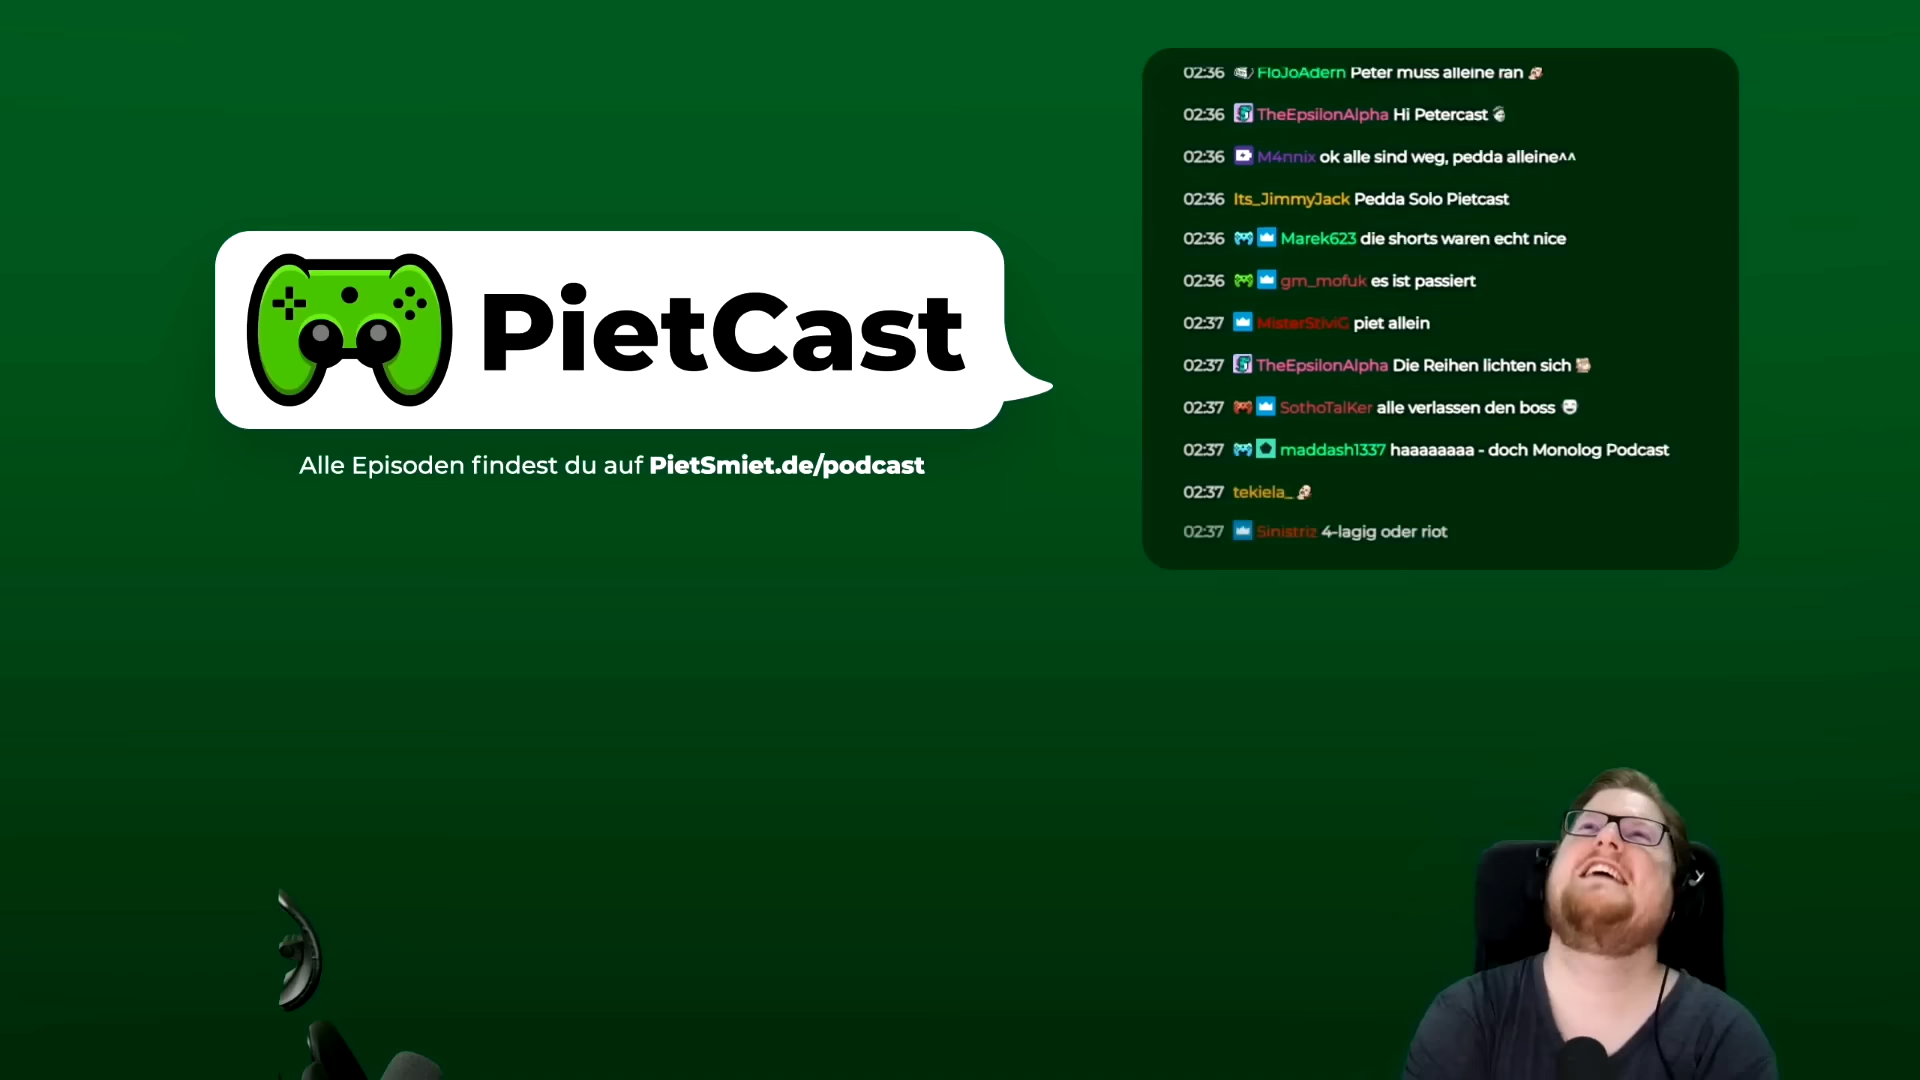 PietCast
Alle Episoden findest du auf PietSmiet.de/podcast
02:36 FloJoAdern Peter muss alleine ran
02:36 TheEpsilonAlpha Hi Petercast
02:36 M4nnix ok alle sind weg, pedda alleine^^
02:36 Its_JimmyJack Pedda Solo Pietcast
02:36 Marek623 die shorts waren echt nice
02:36 gm_mofuk es ist passiert
02:37 MisterStiviG piet allein
02:37 TheEpsilonAlpha Die Reihen lichten sich
02:37 SothoTalKer alle verlassen den boss
02:37 maddash1337 haaaaaaaa - doch Monolog Podcast
02:37 tekiela_
02:37 Sinistriz 4-lagig oder riot